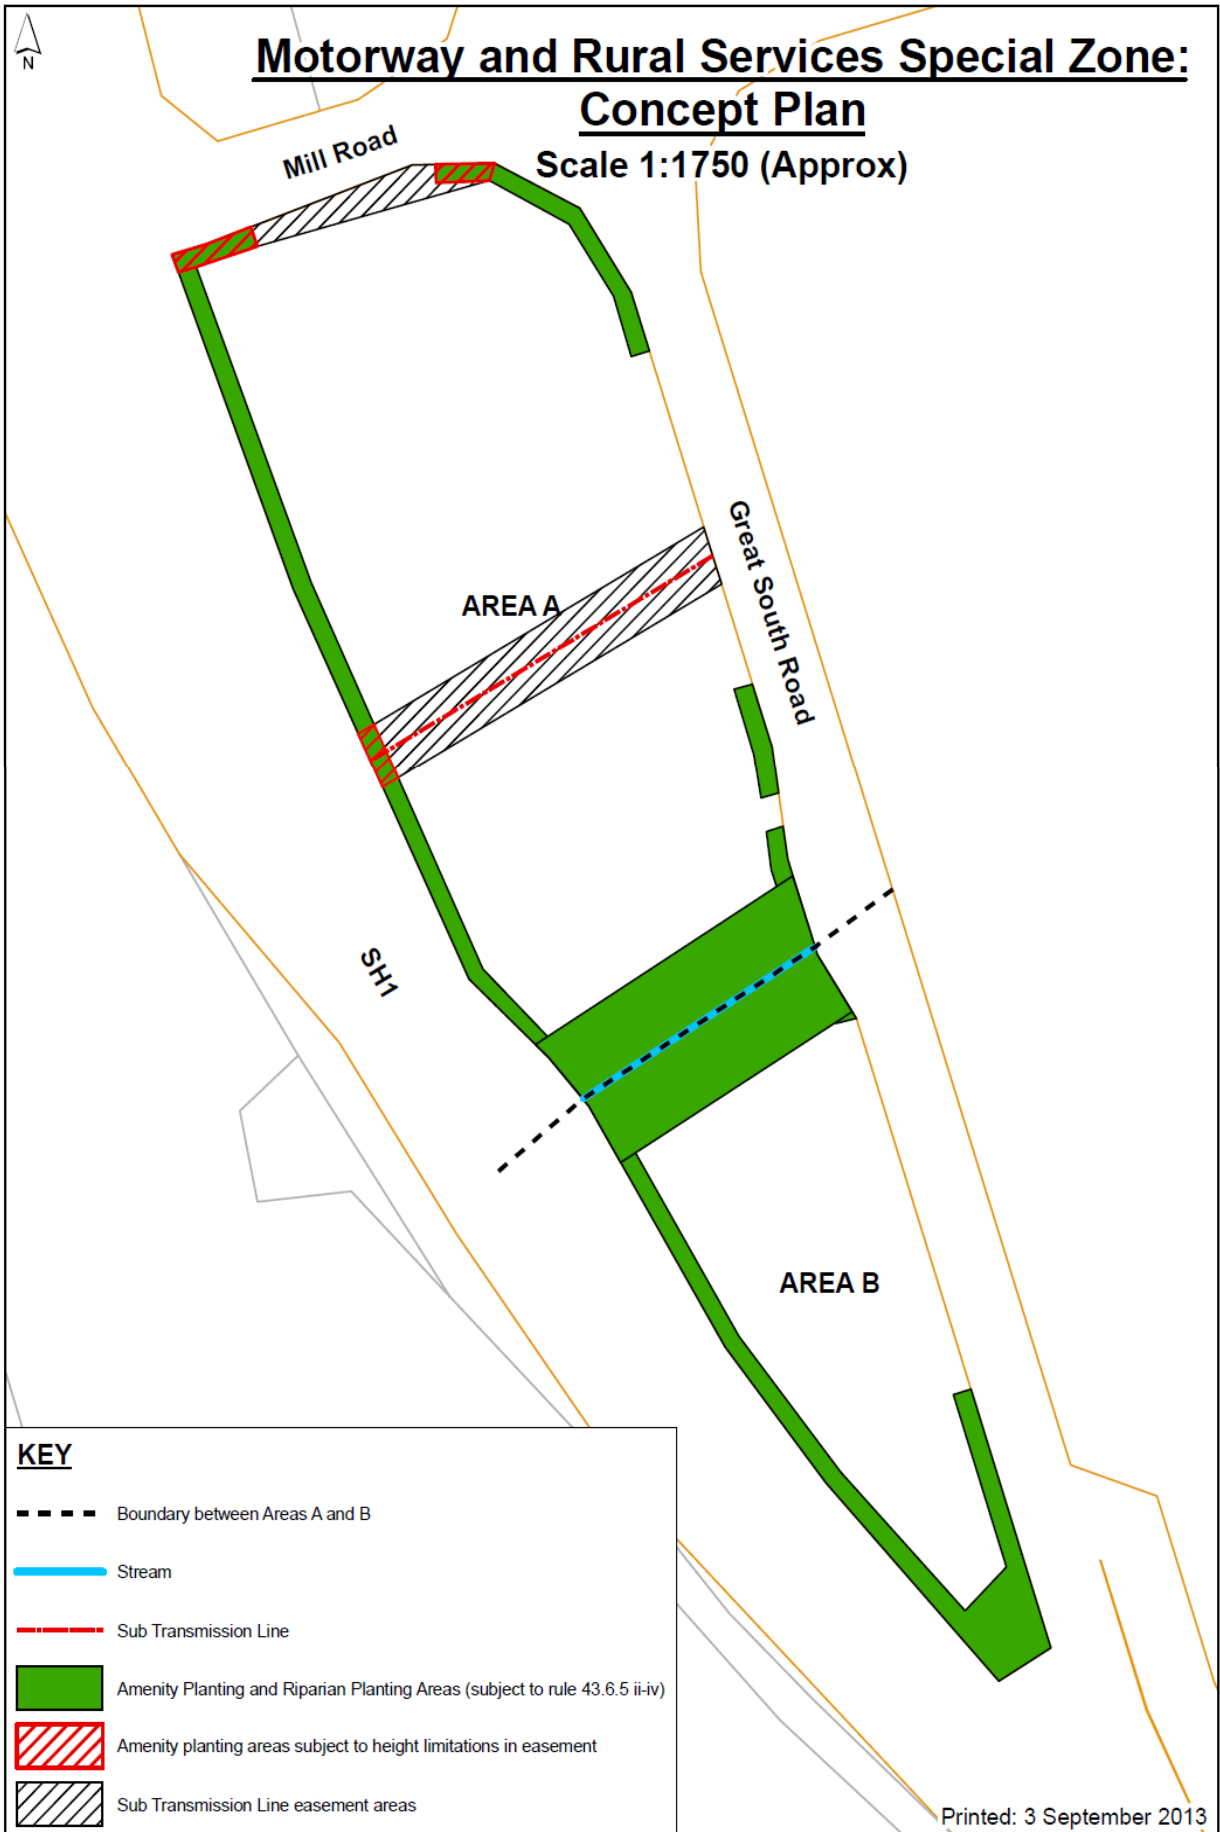 N
Motorway and Rural Services Special Zone:
Concept Plan
Scale 1:1750 (Approx)
Mill Road
Great South Road
AREA A
SH1
AREA B
KEY
Boundary between Areas A and B
Stream
Sub Transmission Line
Amenity Planting and Riparian Planting Areas (subject to rule 43.6.5 ii-iv)
Amenity planting areas subject to height limitations in easement
Sub Transmission Line easement areas
Printed: 3 September 2013